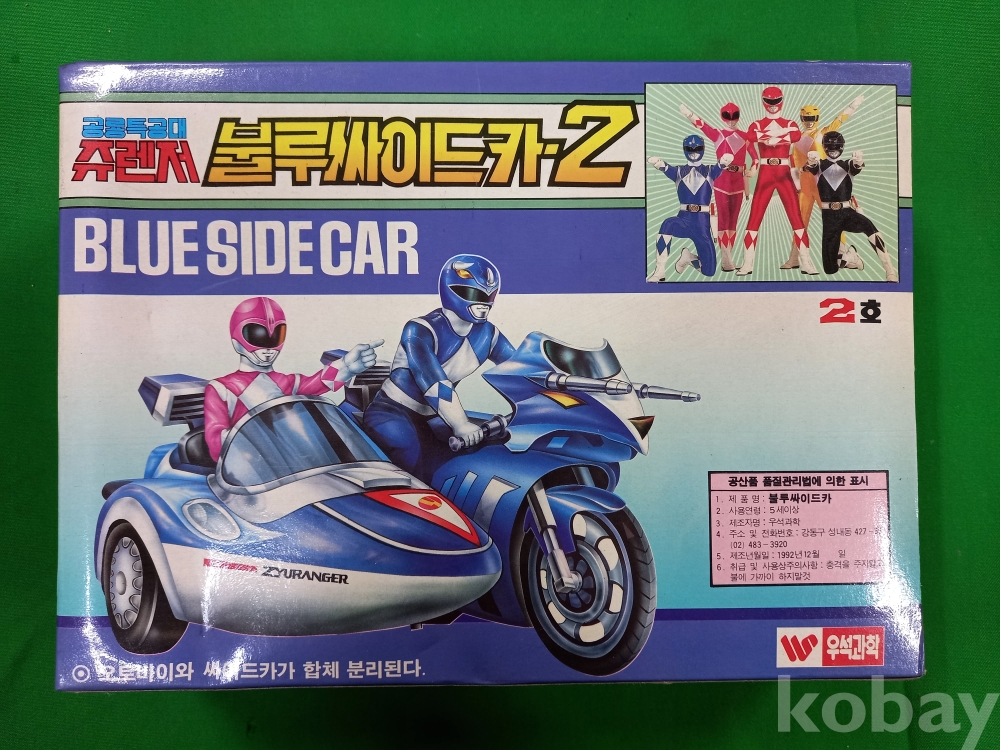 공룡특공대
쥬렌저
불루싸이드카-2
BLUE SIDE CAR
2호
ZYURANGER
공산품 품질관리법에 의한 표시
1. 제 품 명 : 불루싸이드카
2. 사용연령 : 5세이상
3. 제조자명 : 우석과학
4. 주소 및 전화번호 : 강동구 성내동 427-
(02) 483-3920
5. 제조년월일 : 1992년 12월 일
6. 취급 및 사용상주의사항 : 충격을 주지않고
불에 가까이 하지말것
W 우석과학
⊙ 오토바이와 싸이드카가 합체 분리된다.
kobay